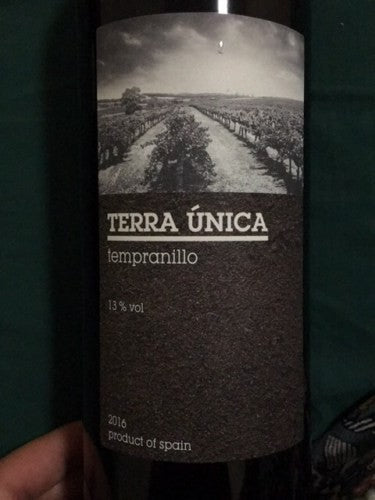 TERRA ÚNICA
tempranillo
13 % vol
2016
product of spain